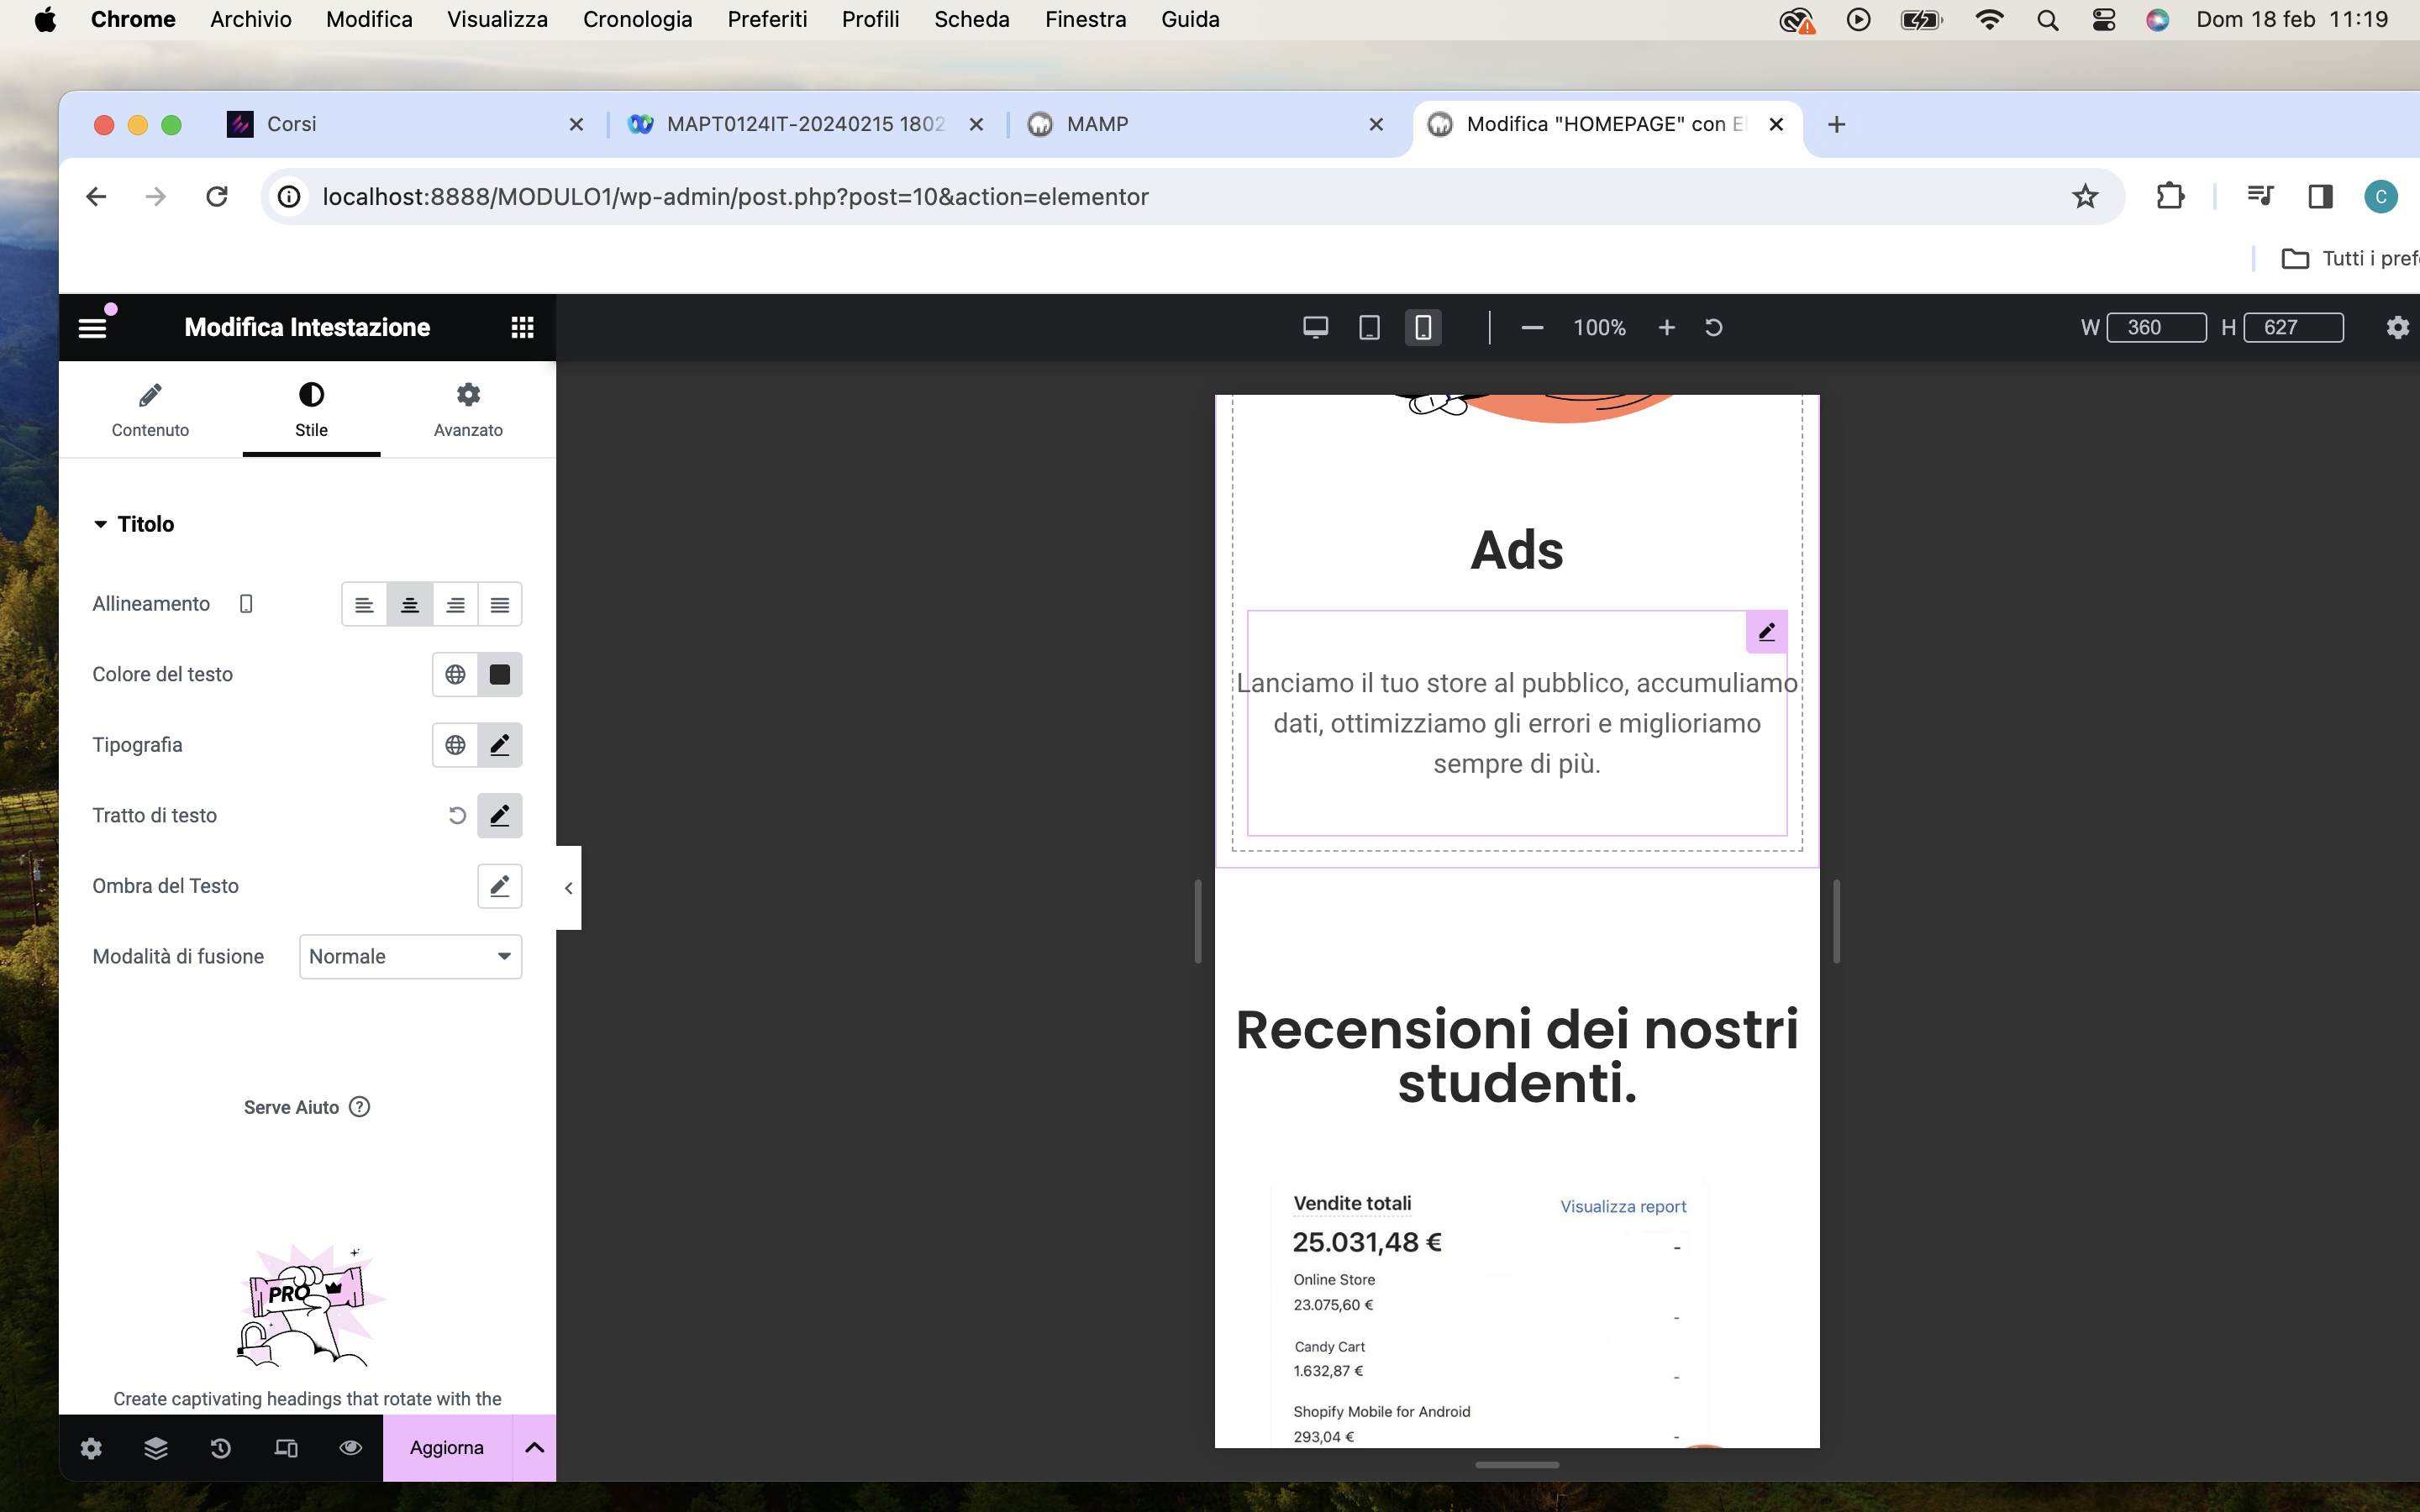 Chrome Archivio Modifica Visualizza Cronologia Preferiti Profili Scheda Finestra Guida Dom 18 feb 11:19
Corsi MAPT0124IT-20240215 1802 MAMP Modifica "HOMEPAGE" con El
localhost:8888/MODULO1/wp-admin/post.php?post=10&action=elementor C
Tutti i prefe
Modifica Intestazione 100% W 360 H 627
Contenuto Stile Avanzato
Titolo
Allineamento
Colore del testo
Tipografia
Tratto di testo
Ombra del Testo
Modalità di fusione Normale
Serve Aiuto ?
PRO
Create captivating headings that rotate with the
Aggiorna
Ads
Lanciamo il tuo store al pubblico, accumuliamo
dati, ottimizziamo gli errori e miglioriamo
sempre di più.
Recensioni dei nostri
studenti.
Vendite totali Visualizza report
25.031,48 € -
Online Store
23.075,60 € -
Candy Cart
1.632,87 € -
Shopify Mobile for Android
293,04 € -